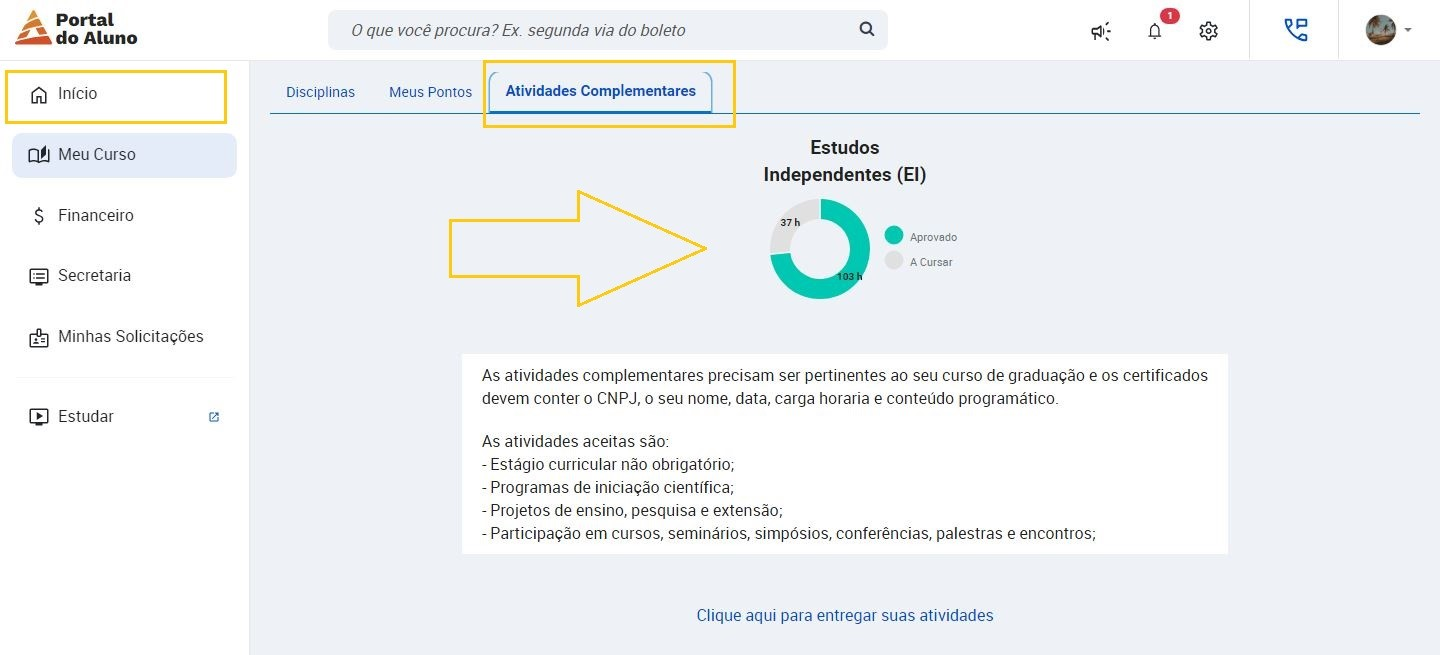 Portal
do Aluno
O que você procura? Ex. segunda via do boleto
1
Início
Meu Curso
Financeiro
Secretaria
Minhas Solicitações
Estudar
Disciplinas
Meus Pontos
Atividades Complementares
Estudos
Independentes (EI)
37 h
103 h
Aprovado
A Cursar
As atividades complementares precisam ser pertinentes ao seu curso de graduação e os certificados
devem conter o CNPJ, o seu nome, data, carga horaria e conteúdo programático.
As atividades aceitas são:
- Estágio curricular não obrigatório;
- Programas de iniciação científica;
- Projetos de ensino, pesquisa e extensão;
- Participação em cursos, seminários, simpósios, conferências, palestras e encontros;
Clique aqui para entregar suas atividades